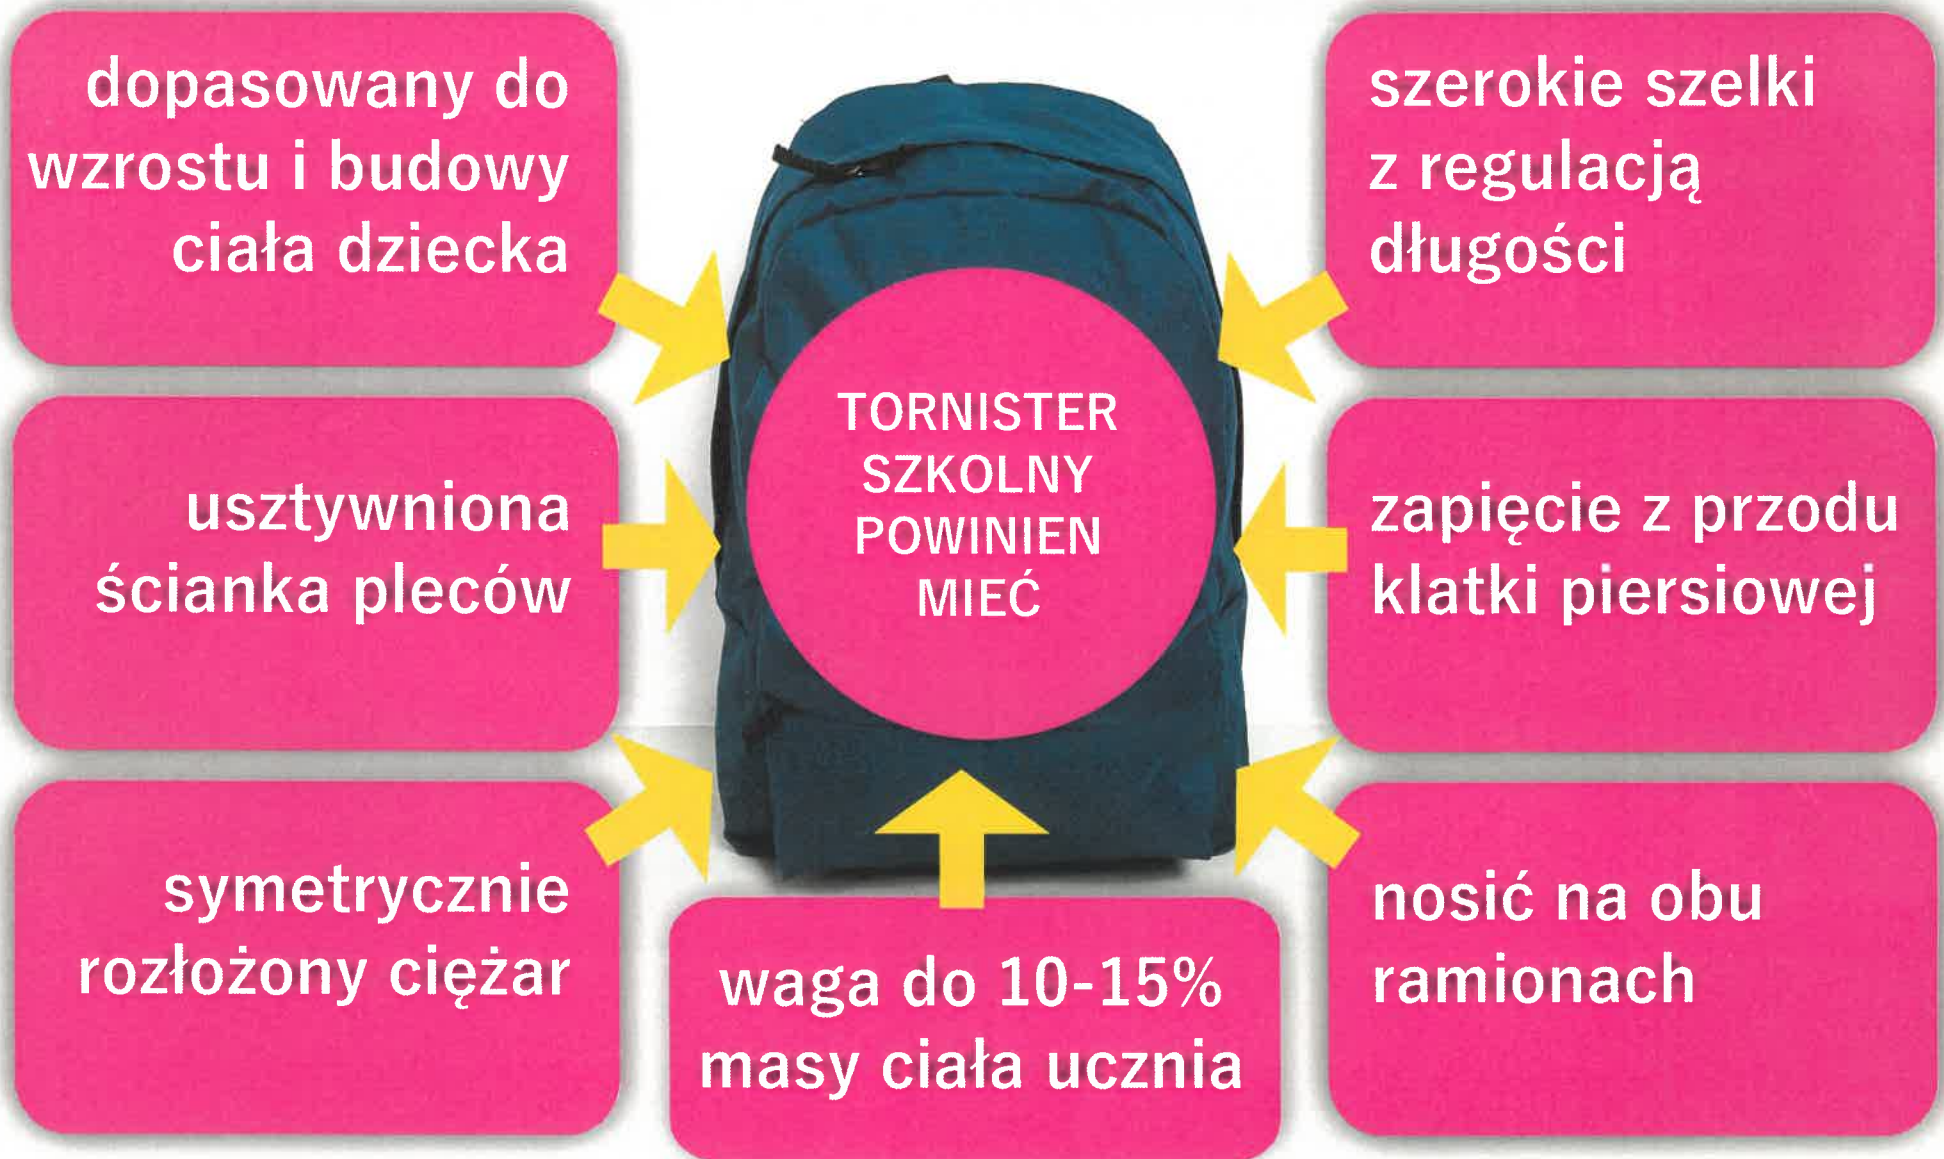 dopasowany do
wzrostu i budowy
ciała dziecka
szerokie szelki
z regulacją
długości
TORNISTER
SZKOLNY
POWINIEN
MIEĆ
usztywniona
ścianka pleców
zapięcie z przodu
klatki piersiowej
symetrycznie
rozłożony ciężar
waga do 10-15%
masy ciała ucznia
nosić na obu
ramionach